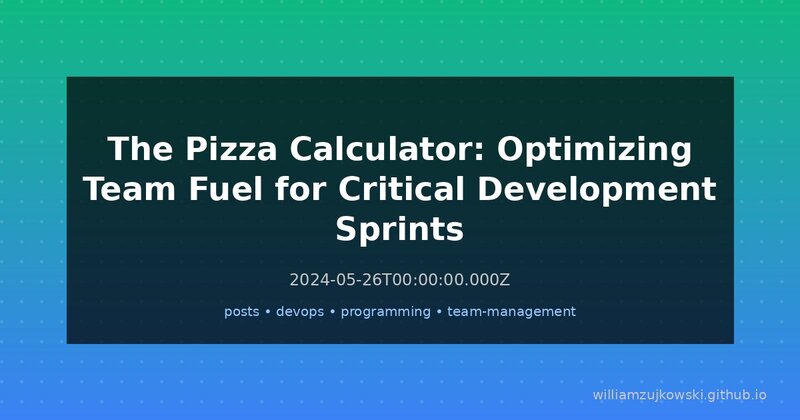 The Pizza Calculator: Optimizing
Team Fuel for Critical Development
Sprints
2024-05-26T00:00:00.000Z
posts • devops • programming • team-management
williamzujkowski.github.io